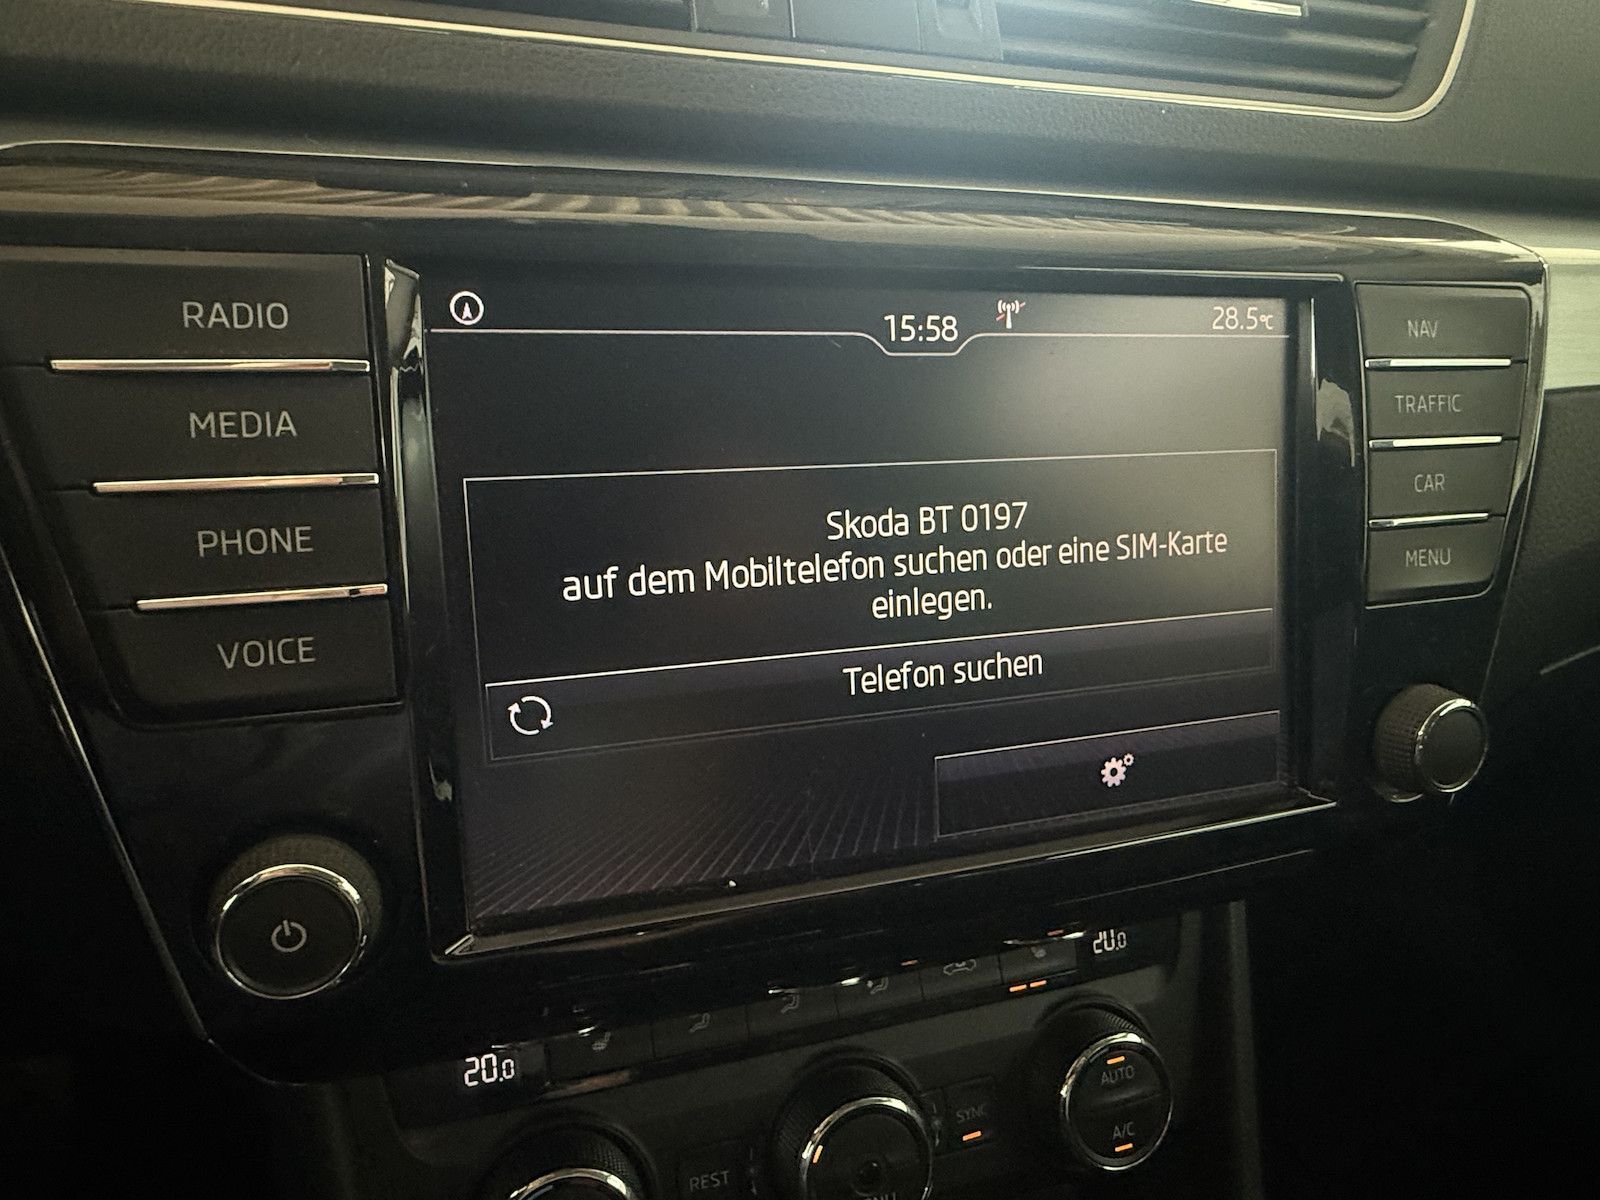 RADIO
MEDIA
PHONE
VOICE
15:58
28.5°C
Skoda BT 0197
auf dem Mobiltelefon suchen oder eine SIM-Karte
einlegen.
Telefon suchen
NAV
TRAFFIC
CAR
MENU
20.0
20.0
AUTO
A/C
SYNC
REST